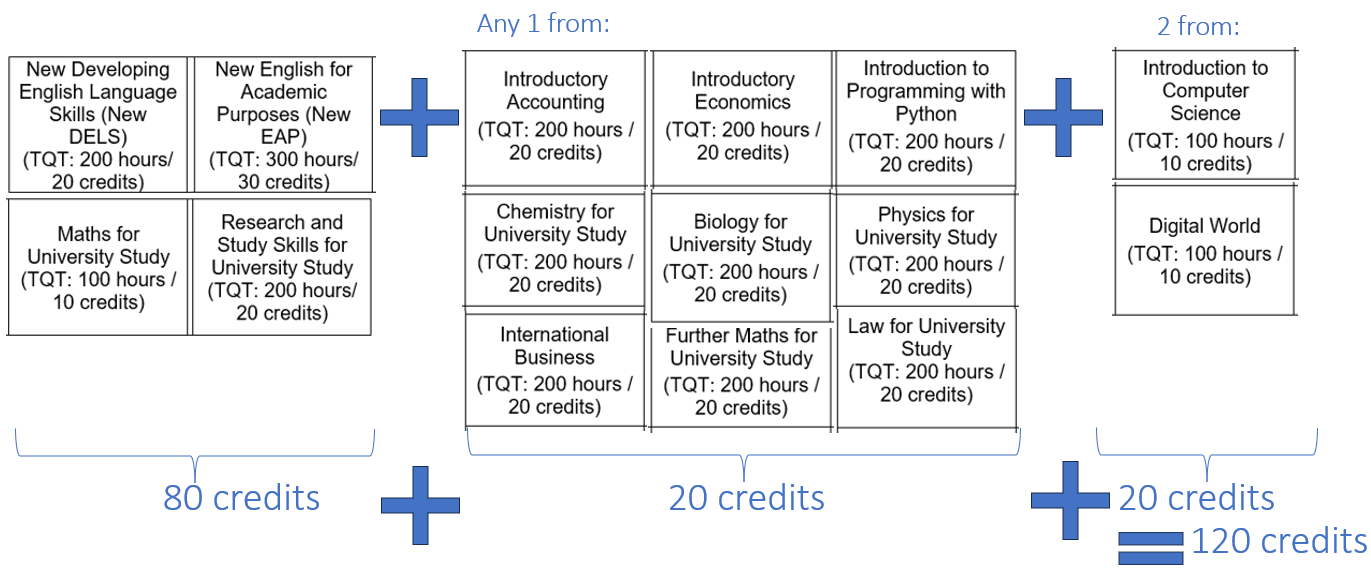 Any 1 from:
2 from:
New Developing
English Language
Skills (New
DELS)
(TQT: 200 hours/
20 credits)
New English for
Academic
Purposes (New
EAP)
(TQT: 300 hours/
30 credits)
Maths for
University Study
(TQT: 100 hours /
10 credits)
Research and
Study Skills for
University Study
(TQT: 200 hours/
20 credits)
Introductory
Accounting
(TQT: 200 hours /
20 credits)
Introductory
Economics
(TQT: 200 hours /
20 credits)
Introduction to
Programming with
Python
(TQT: 200 hours /
20 credits)
Chemistry for
University Study
(TQT: 200 hours /
20 credits)
Biology for
University Study
(TQT: 200 hours /
20 credits)
Physics for
University Study
(TQT: 200 hours /
20 credits)
International
Business
(TQT: 200 hours /
20 credits)
Further Maths for
University Study
(TQT: 200 hours /
20 credits)
Law for University
Study
(TQT: 200 hours /
20 credits)
Introduction to
Computer
Science
(TQT: 100 hours /
10 credits)
Digital World
(TQT: 100 hours /
10 credits)
80 credits
20 credits
20 credits
120 credits